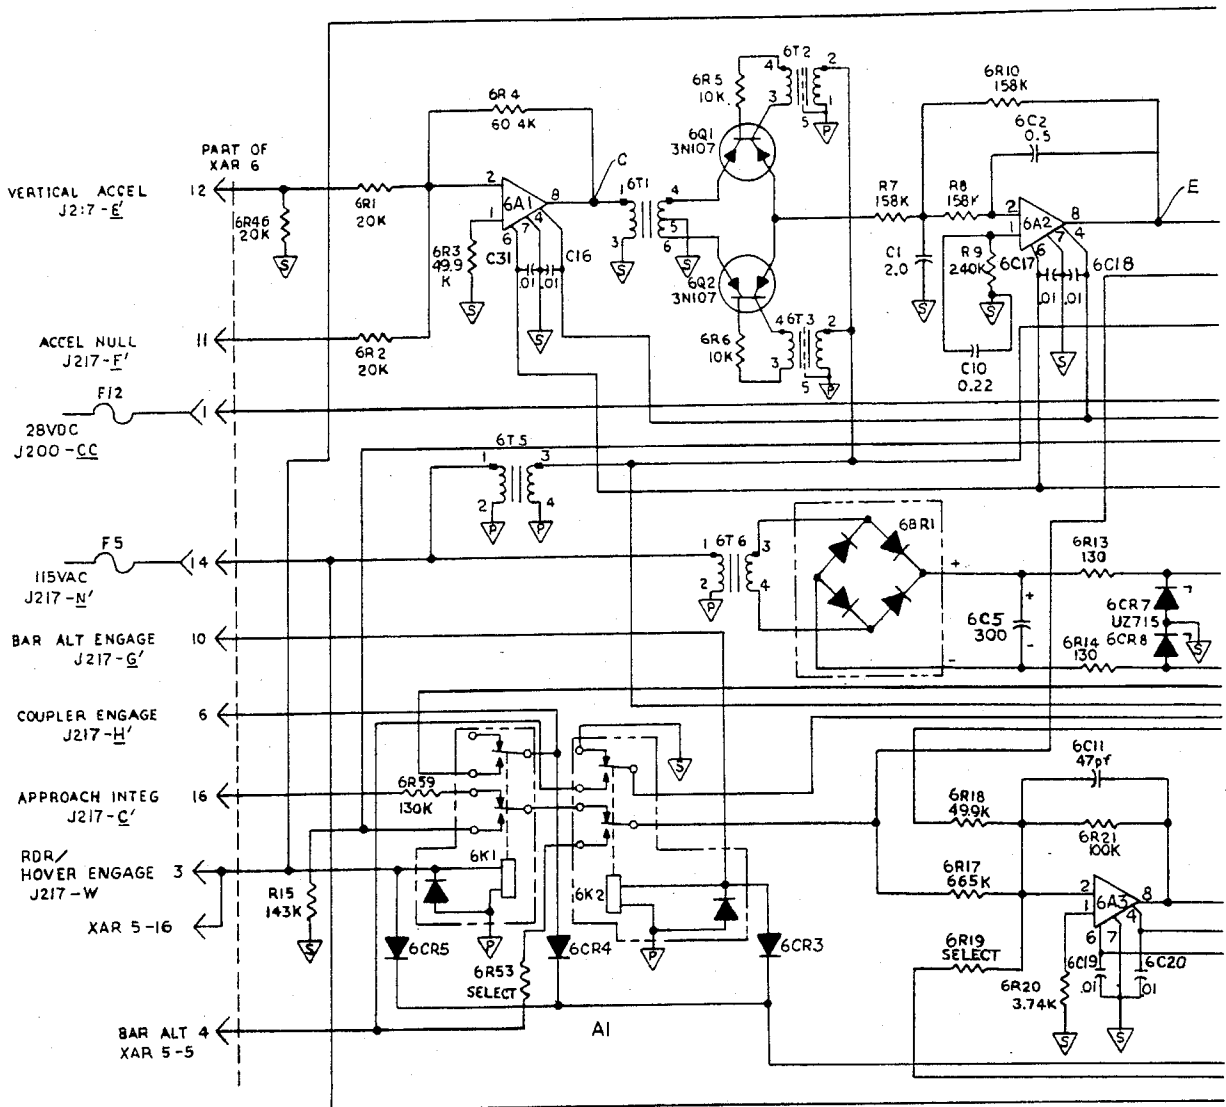 PART OF
XAR 6
VERTICAL ACCEL 12
J217-E'
6R46
20K
S
6R1
20K
6R4
60.4K
2
1
6A1
8
7
4
6
C
6R3
49.9
K
S
C31
.01
.01
C16
S
6T1
1
3
4
5
6
S
S
6R5
10K
6Q1
3N107
6T2
4
3
2
1
5
P
6Q2
3N107
6R6
10K
6T3
4
3
2
1
5
P
R7
158K
R8
158K
C1
2.0
S
6R10
158K
6C2
0.5
2
1
6A2
8
7
4
6
E
R9
240K
S
6C17
.01
.01
6C18
S
C10
0.22
ACCEL NULL 11
J217-F'
6R2
20K
F12
1
28VDC
J200-CC
6T5
1
2
3
4
P
P
F5
14
115VAC
J217-N'
6T6
1
2
3
4
P
6BR1
+
-
6C5
300
+
-
6R13
130
6R14
130
6CR7
UZ715
6CR8
S
BAR ALT ENGAGE 10
J217-G'
COUPLER ENGAGE 6
J217-H'
APPROACH INTEG 16
J217-C'
6R59
130K
S
RDR/
HOVER ENGAGE 3
J217-W
XAR 5-16
R15
143K
S
6K1
P
6K2
P
6CR5
6CR4
6CR3
6R53
SELECT
A1
BAR ALT 4
XAR 5-5
6C11
47pf
6R18
49.9K
6R21
100K
6R17
665K
2
1
6A3
8
4
7
6
6R19
SELECT
6R20
3.74K
S
6C19
.01
6C20
.01
S